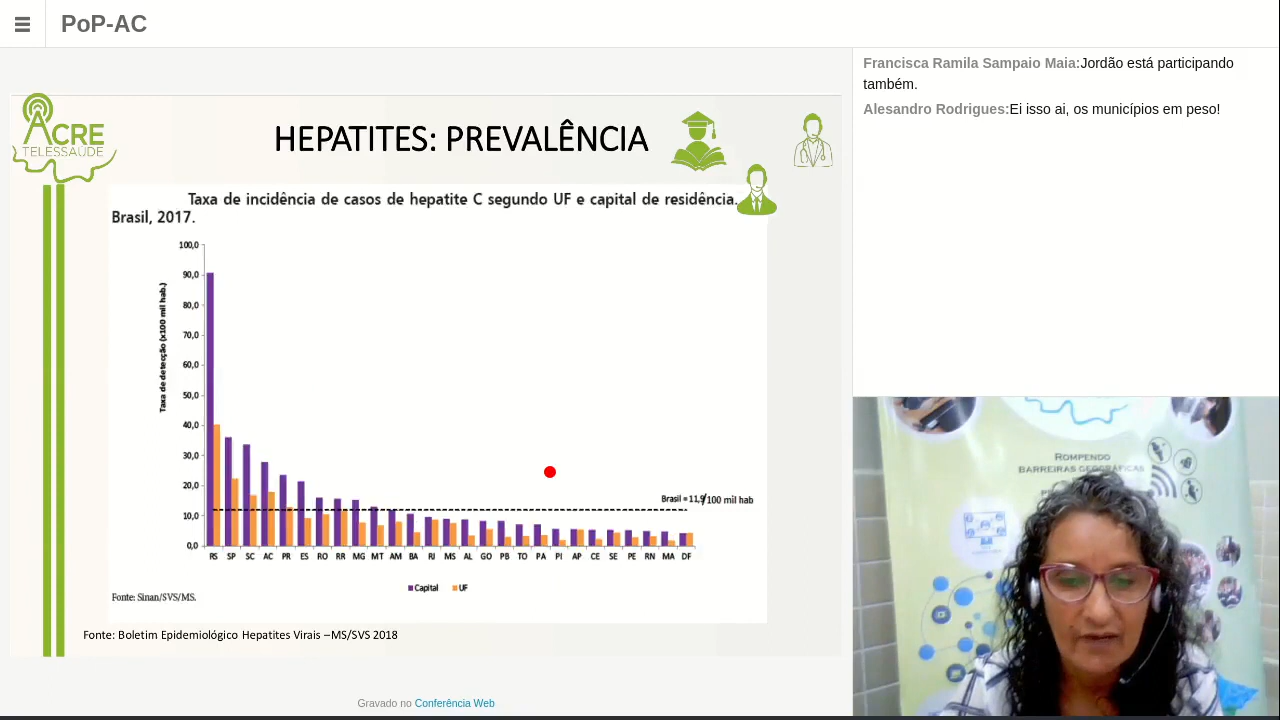 PoP-AC
Francisca Ramila Sampaio Maia:Jordão está participando
também.
Alesandro Rodrigues:Ei isso ai, os municípios em peso!
ACRE
TELESSAÚDE
HEPATITES: PREVALÊNCIA
Taxa de incidência de casos de hepatite C segundo UF e capital de residência.
Brasil, 2017.
Taxa de detecção (x100 mil hab.)
100,0
90,0
80,0
70,0
60,0
50,0
40,0
30,0
20,0
10,0
0,0
Brasil = 11,9/100 mil hab
RS SP SC AC PR ES RO RR MG MT AM BA RJ MS AL GO PB TO PA PI AP CE SE PE RN MA DF
Capital UF
Fonte: Sinan/SVS/MS.
Fonte: Boletim Epidemiológico Hepatites Virais –MS/SVS 2018
Gravado no Conferência Web
ROMPENDO
BARREIRAS GEOGRÁFICAS